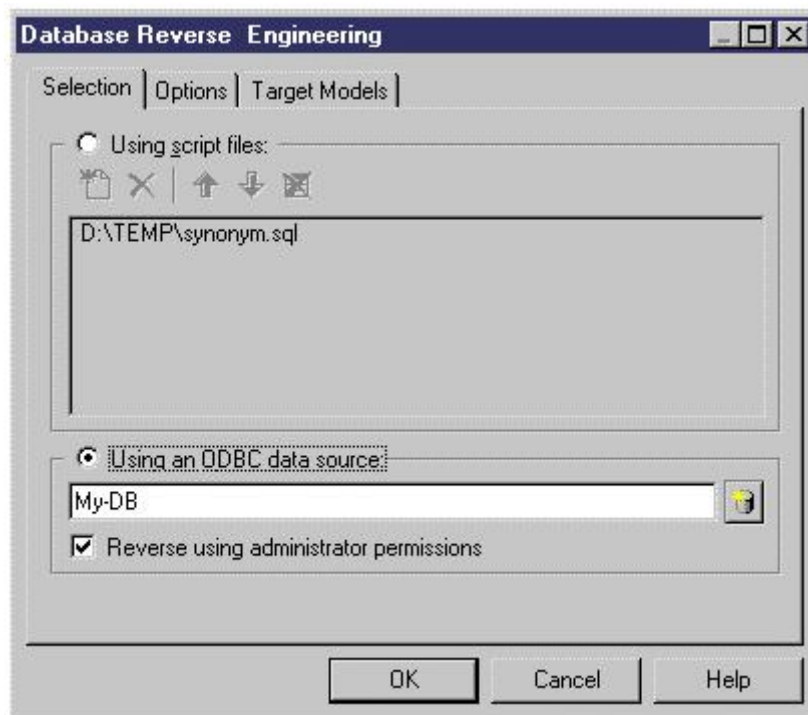 Database Reverse Engineering
Selection Options Target Models
Using script files:
D:\TEMP\synonym.sql
Using an ODBC data source:
My-DB
Reverse using administrator permissions
OK Cancel Help